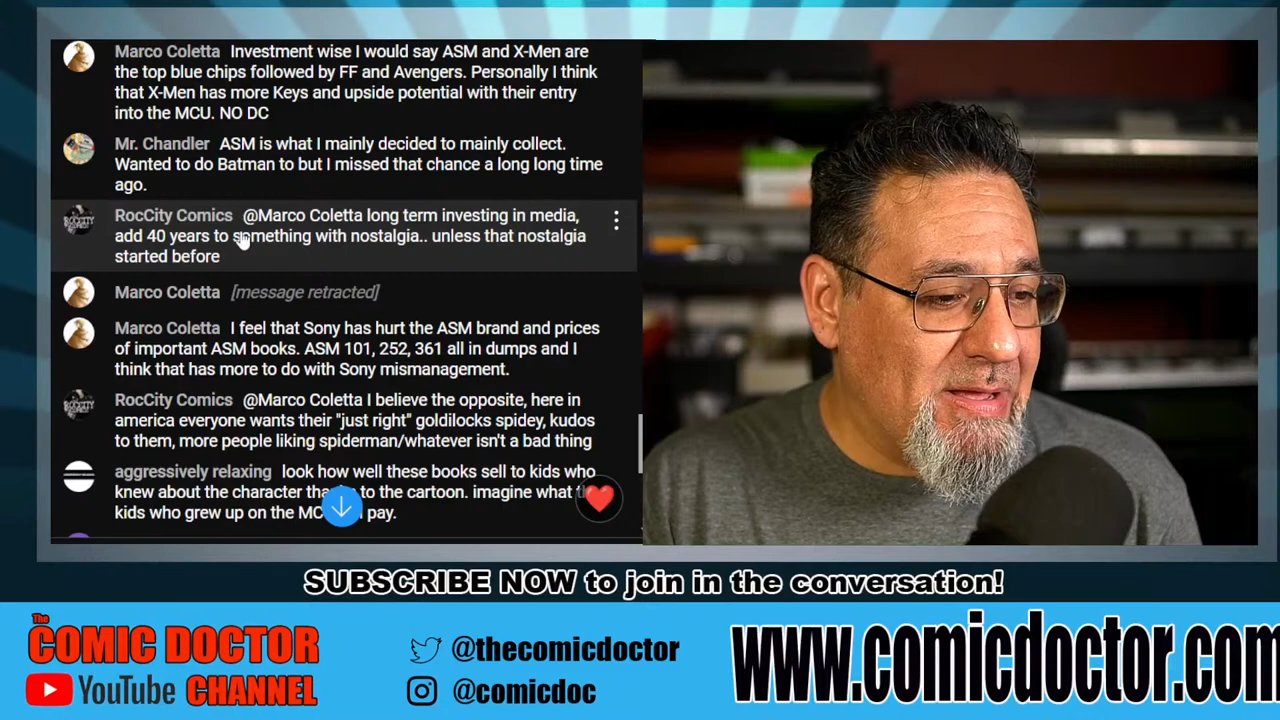 Marco Coletta Investment wise I would say ASM and X-Men are
the top blue chips followed by FF and Avengers. Personally I think
that X-Men has more Keys and upside potential with their entry
into the MCU. NO DC
Mr. Chandler ASM is what I mainly decided to mainly collect.
Wanted to do Batman to but I missed that chance a long long time
ago.
RocCity Comics @Marco Coletta long term investing in media,
add 40 years to something with nostalgia.. unless that nostalgia
started before
Marco Coletta [message retracted]
Marco Coletta I feel that Sony has hurt the ASM brand and prices
of important ASM books. ASM 101, 252, 361 all in dumps and I
think that has more to do with Sony mismanagement.
RocCity Comics @Marco Coletta I believe the opposite, here in
america everyone wants their "just right" goldilocks spidey, kudos
to them, more people liking spiderman/whatever isn't a bad thing
aggressively relaxing look how well these books sell to kids who
knew about the character to the cartoon. imagine what
kids who grew up on the pay.
SUBSCRIBE NOW to join in the conversation!
The
COMIC DOCTOR
YouTube CHANNEL
@thecomicdoctor
@comicdoc
www.comicdoctor.com